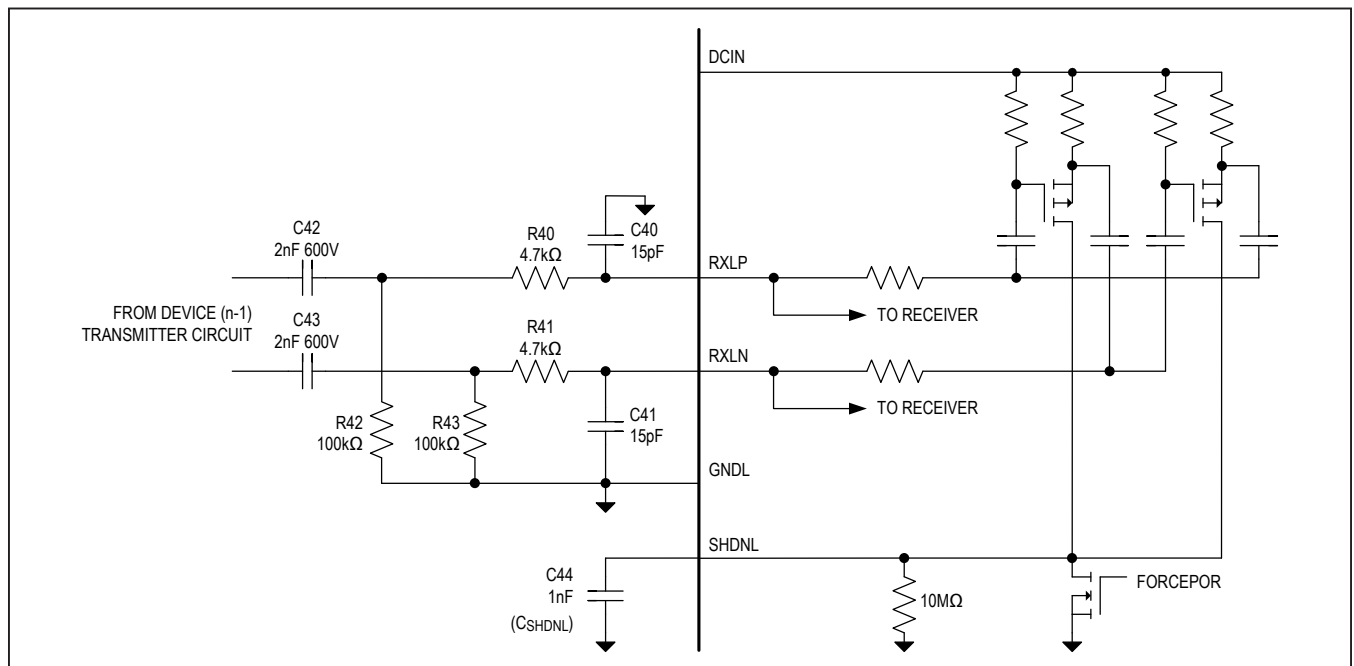 DCIN
C42
2nF 600V
R40
4.7kΩ
C40
15pF
RXLP
FROM DEVICE (n-1)
TRANSMITTER CIRCUIT
TO RECEIVER
C43
2nF 600V
R41
4.7kΩ
RXLN
TO RECEIVER
R42
100kΩ
R43
100kΩ
C41
15pF
GNDL
SHDNL
C44
1nF
(CSHDNL)
10MΩ
FORCEPOR